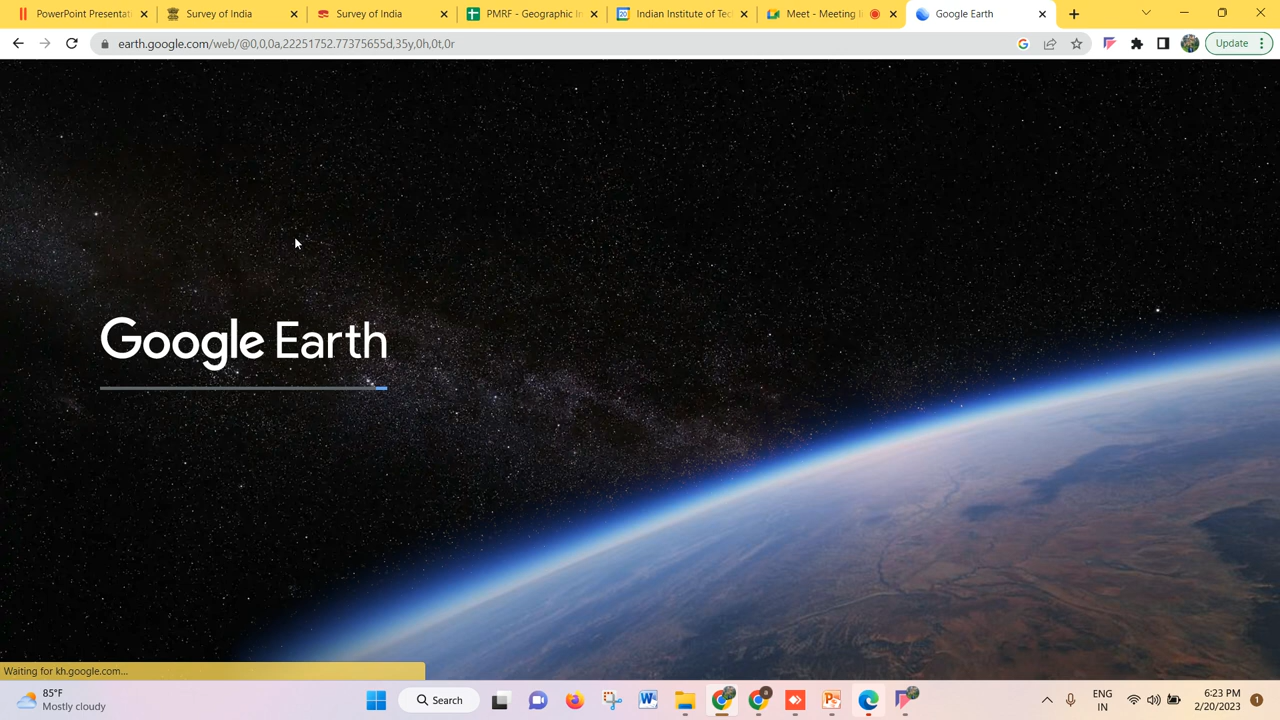 PowerPoint Presentat
Survey of India
Survey of India
PMRF - Geographic In
Indian Institute of Tec
Meet - Meeting I
Google Earth
earth.google.com/web/@0,0,0a,22251752.77375655d,35y,0h,0t,0r
Update
Google Earth
Waiting for kh.google.com...
85°F
Mostly cloudy
Search
ENG
IN
6:23 PM
2/20/2023